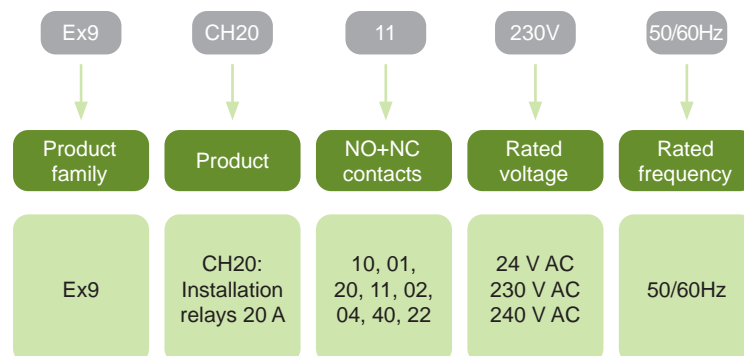 Ex9
CH20
11
230V
50/60Hz
Product
family
Product
NO+NC
contacts
Rated
voltage
Rated
frequency
Ex9
CH20:
Installation
relays 20 A
10, 01,
20, 11, 02,
04, 40, 22
24 V AC
230 V AC
240 V AC
50/60Hz